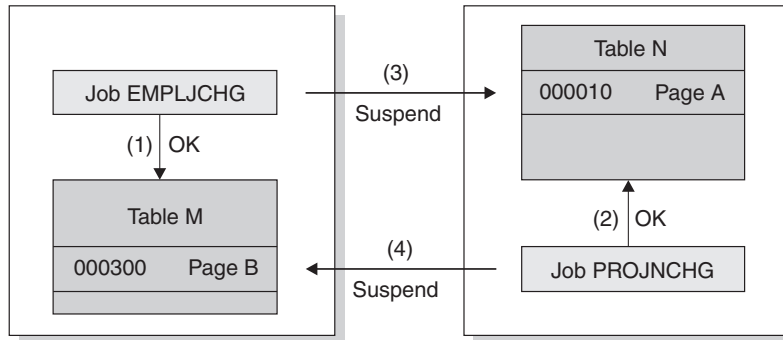 Job EMPLJCHG
(1) OK
Table M
000300 Page B
(3)
Suspend
(4)
Suspend
Table N
000010 Page A
(2) OK
Job PROJNCHG